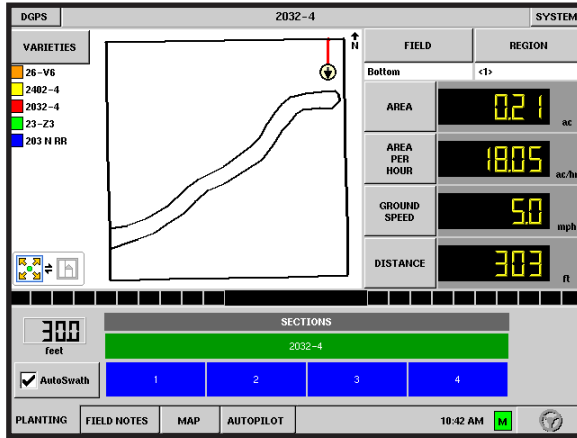 DGPS
2032-4
SYSTEM
VARIETIES
26-V6
2402-4
2032-4
23-Z3
203 N RR
N
FIELD
REGION
Bottom
<1>
AREA
0.21
ac
AREA
PER
HOUR
18.05
ac/hr
GROUND
SPEED
5.0
mph
DISTANCE
303
ft
30.0
feet
SECTIONS
2032-4
AutoSwath
1
2
3
4
PLANTING
FIELD NOTES
MAP
AUTOPILOT
10:42 AM
M